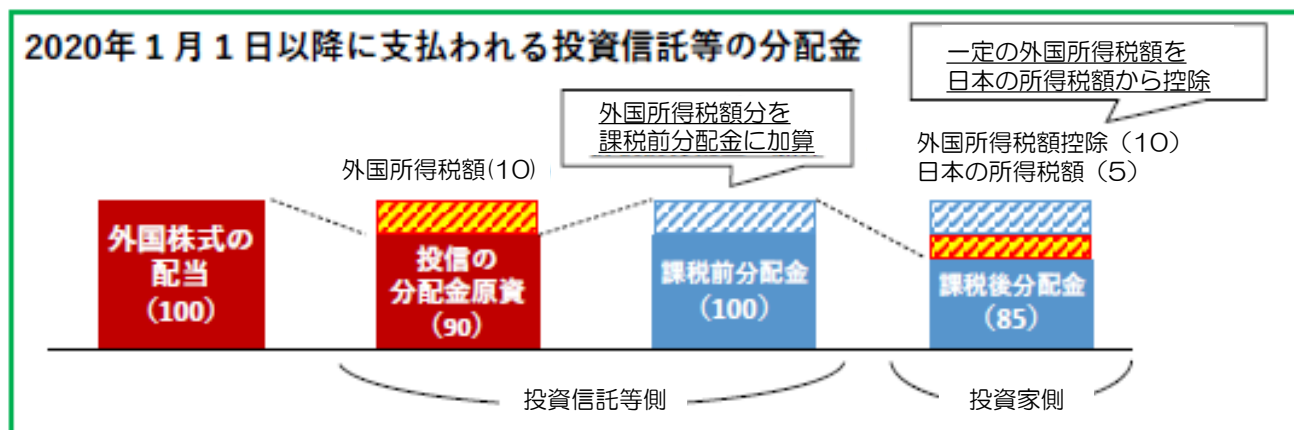 2020年１月１日以降に支払われる投資信託等の分配金
一定の外国所得税額を
日本の所得税額から控除
外国所得税額分を
課税前分配金に加算
外国所得税額(10)
外国所得税額控除（10）
日本の所得税額（5）
外国株式の
配当
（100）
投信の
分配金原資
（90）
課税前分配金
（100）
課税後分配金
（85）
投資信託等側
投資家側